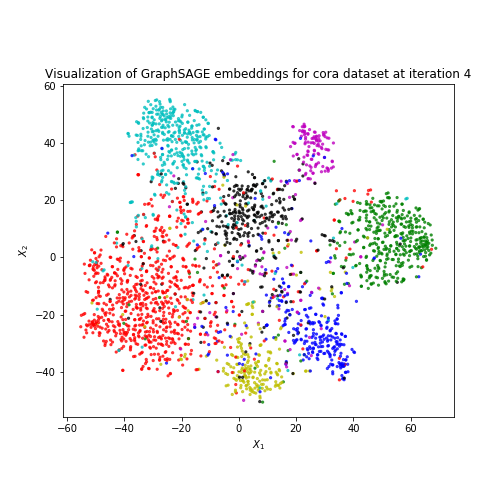 Visualization of GraphSAGE embeddings for cora dataset at iteration 4
60
40
20
0
−20
−40
X₂
−60 −40 −20 0 20 40 60
X₁